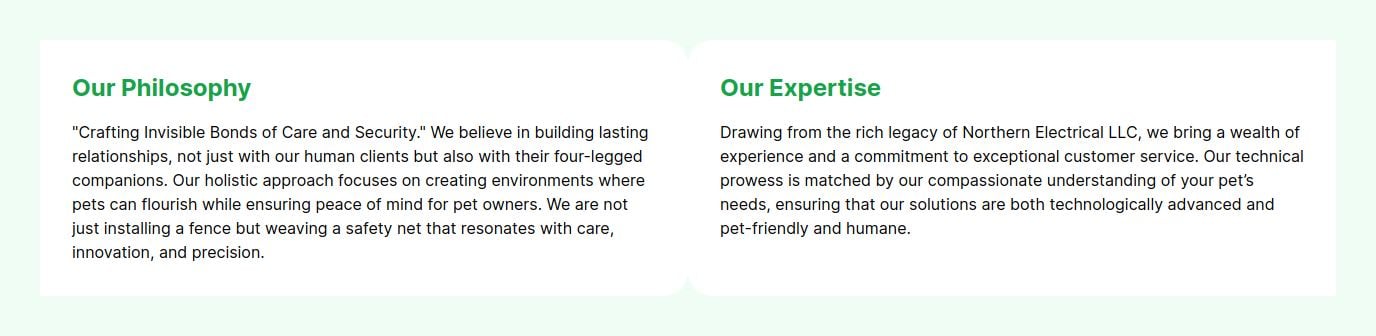 Our Philosophy
"Crafting Invisible Bonds of Care and Security." We believe in building lasting
relationships, not just with our human clients but also with their four-legged
companions. Our holistic approach focuses on creating environments where
pets can flourish while ensuring peace of mind for pet owners. We are not
just installing a fence but weaving a safety net that resonates with care,
innovation, and precision.
Our Expertise
Drawing from the rich legacy of Northern Electrical LLC, we bring a wealth of
experience and a commitment to exceptional customer service. Our technical
prowess is matched by our compassionate understanding of your pet’s
needs, ensuring that our solutions are both technologically advanced and
pet-friendly and humane.